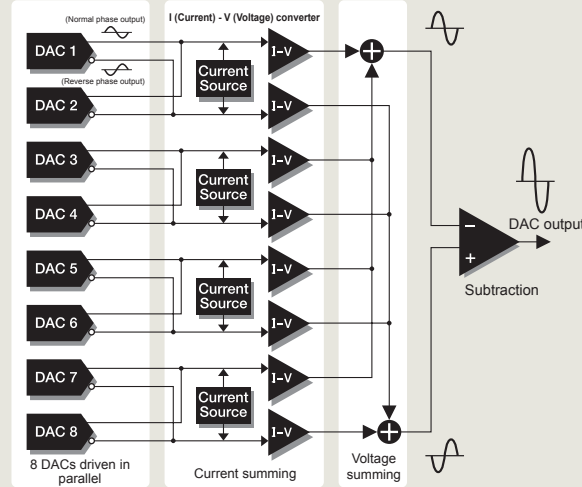 I (Current) - V (Voltage) converter
(Normal phase output)
DAC 1
(Reverse phase output)
DAC 2
DAC 3
DAC 4
DAC 5
DAC 6
DAC 7
DAC 8
Current
Source
Current
Source
Current
Source
Current
Source
I-V
I-V
I-V
I-V
I-V
I-V
I-V
I-V
+
+
−
+
DAC output
Subtraction
8 DACs driven in
parallel
Current summing
Voltage
summing